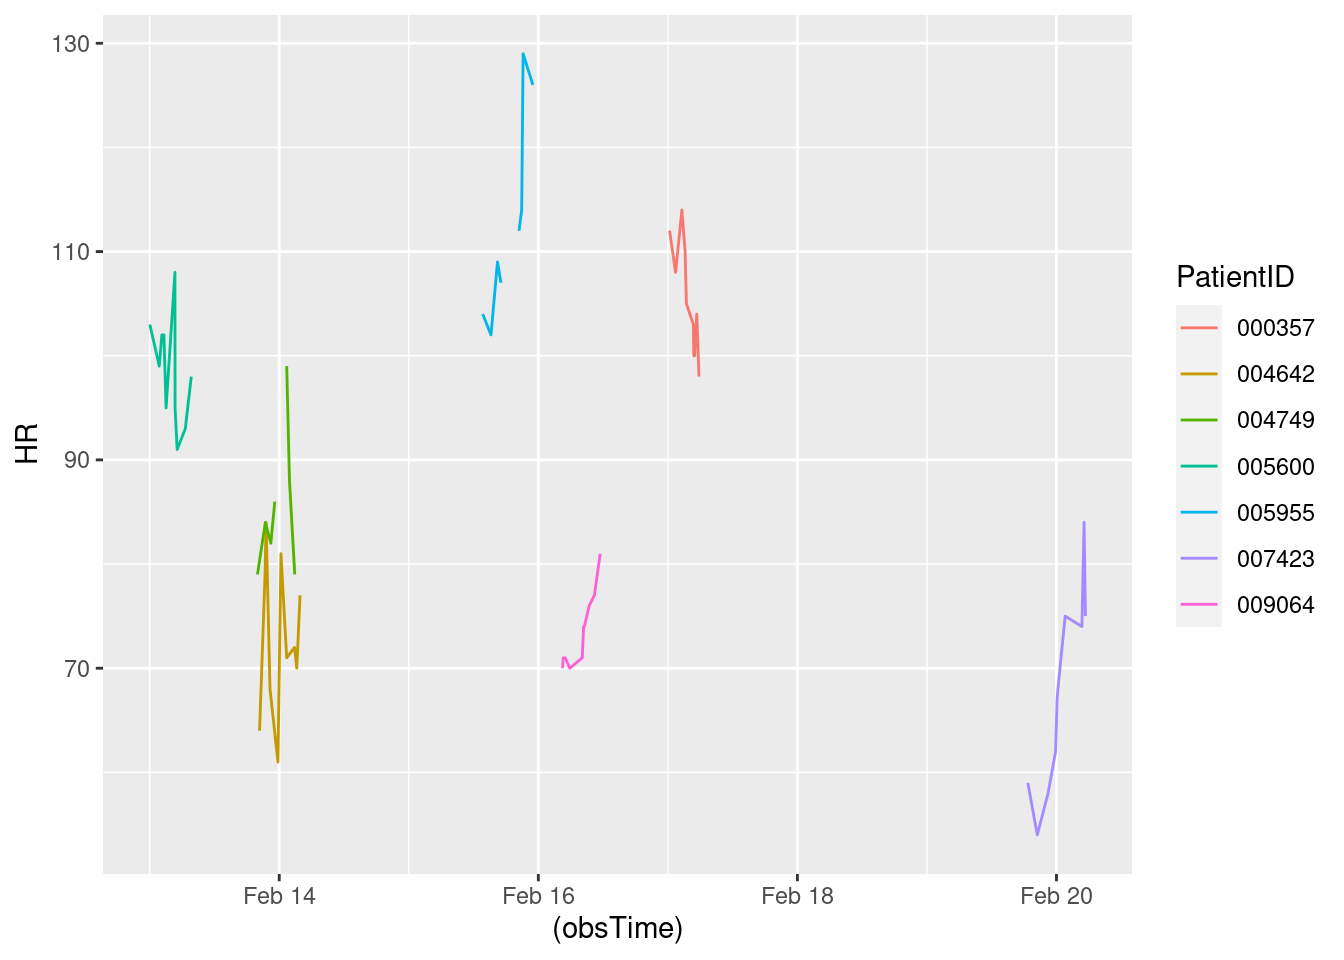 130
110
90
70
HR
Feb 14
Feb 16
Feb 18
Feb 20
(obsTime)
PatientID
000357
004642
004749
005600
005955
007423
009064